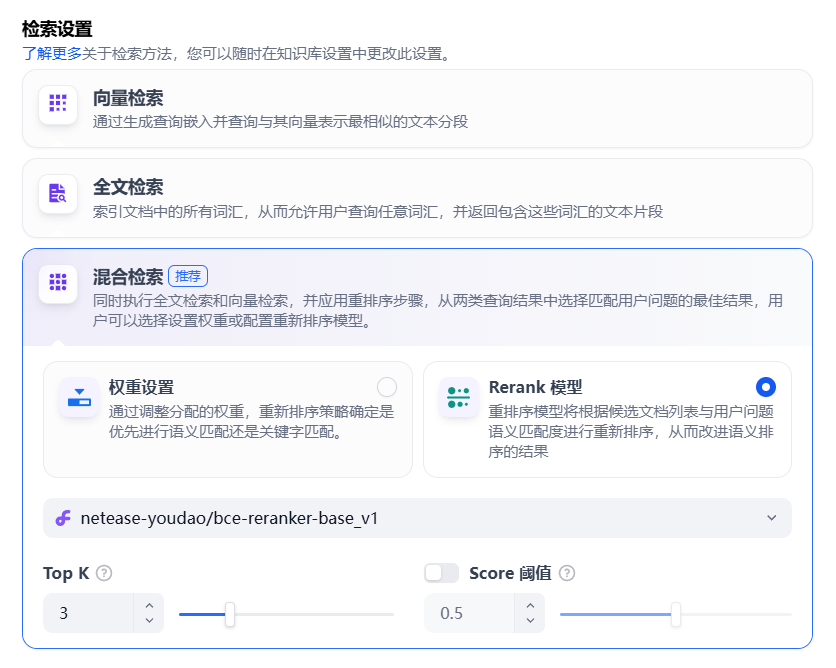 检索设置
了解更多关于检索方法，您可以随时在知识库设置中更改此设置。
向量检索
通过生成查询嵌入并查询与其向量表示最相似的文本分段
全文检索
索引文档中的所有词汇，从而允许用户查询任意词汇，并返回包含这些词汇的文本片段
混合检索 推荐
同时执行全文检索和向量检索，并应用重排序步骤，从两类查询结果中选择匹配用户问题的最佳结果，用
户可以选择设置权重或配置重新排序模型。
权重设置
通过调整分配的权重，重新排序策略确定是
优先进行语义匹配还是关键字匹配。
Rerank 模型
重排序模型将根据候选文档列表与用户问题
语义匹配度进行重新排序，从而改进语义排
序的结果
netease-youdao/bce-reranker-base_v1
Top K ?
3
Score 阈值 ?
0.5